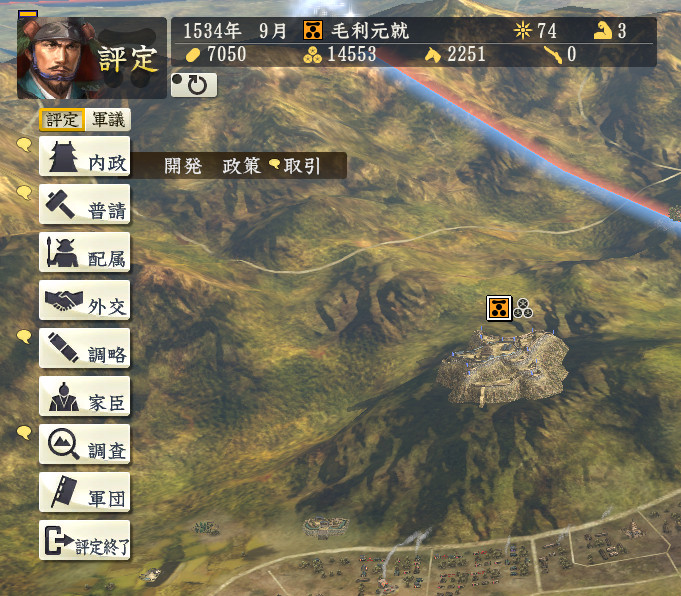 評定
1534年 9月 毛利元就 74 3
7050 14553 2251 0
評定 軍議
内政
開発 政策 取引
普請
配属
外交
調略
家臣
調査
軍団
評定終了